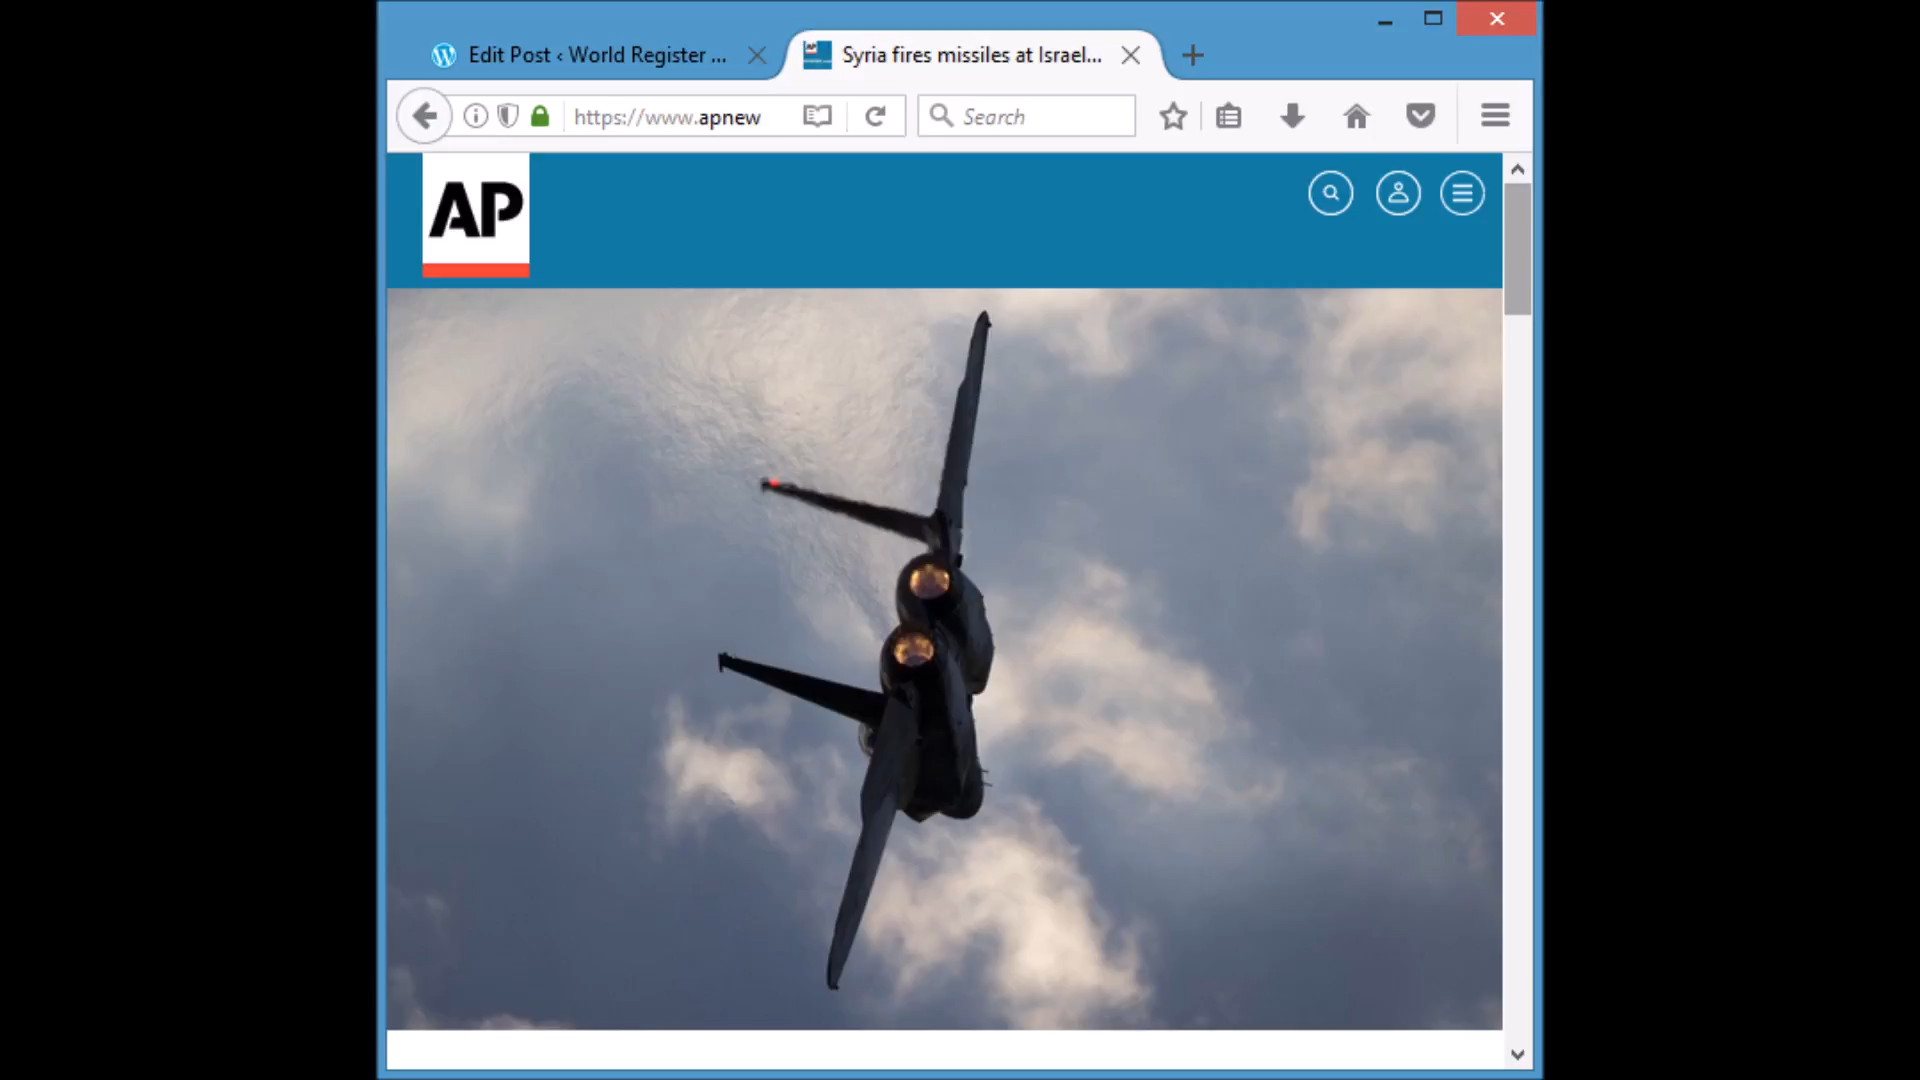 Edit Post ‹ World Register ...
Syria fires missiles at Israel...
https://www.apnew
Search
AP